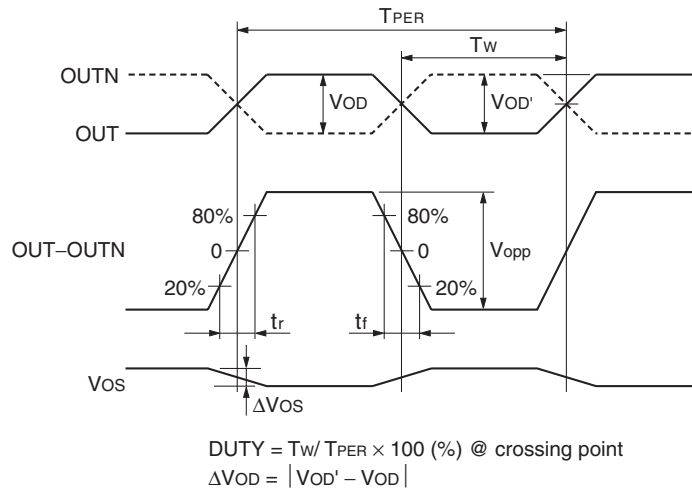 TPER
TW
OUTN
VOD
VOD'
OUT
80%
80%
OUT–OUTN
0
0
Vopp
20%
20%
tr
tf
VOS
ΔVOS
DUTY = TW/ TPER × 100 (%) @ crossing point
ΔVOD = |VOD' – VOD|